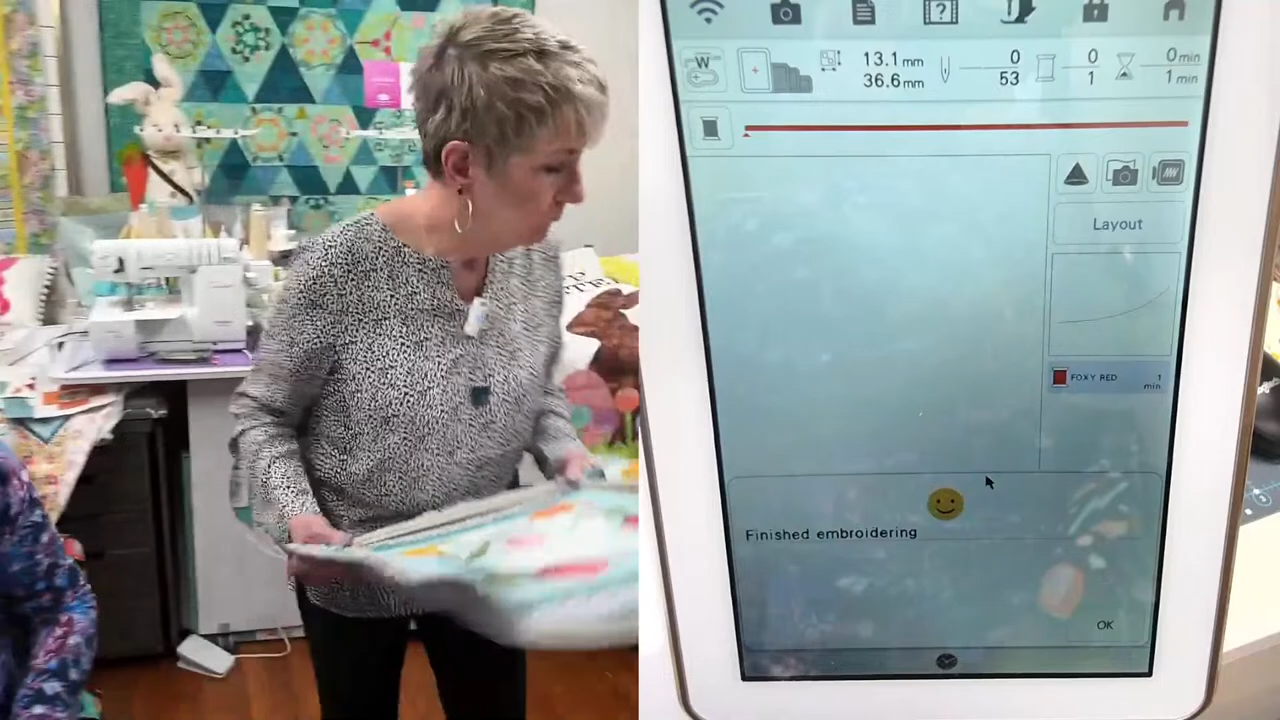 W
13.1 mm
36.6 mm
0
53
0
1
0 min
1 min
Layout
FOXY RED
1
min
Finished embroidering
OK